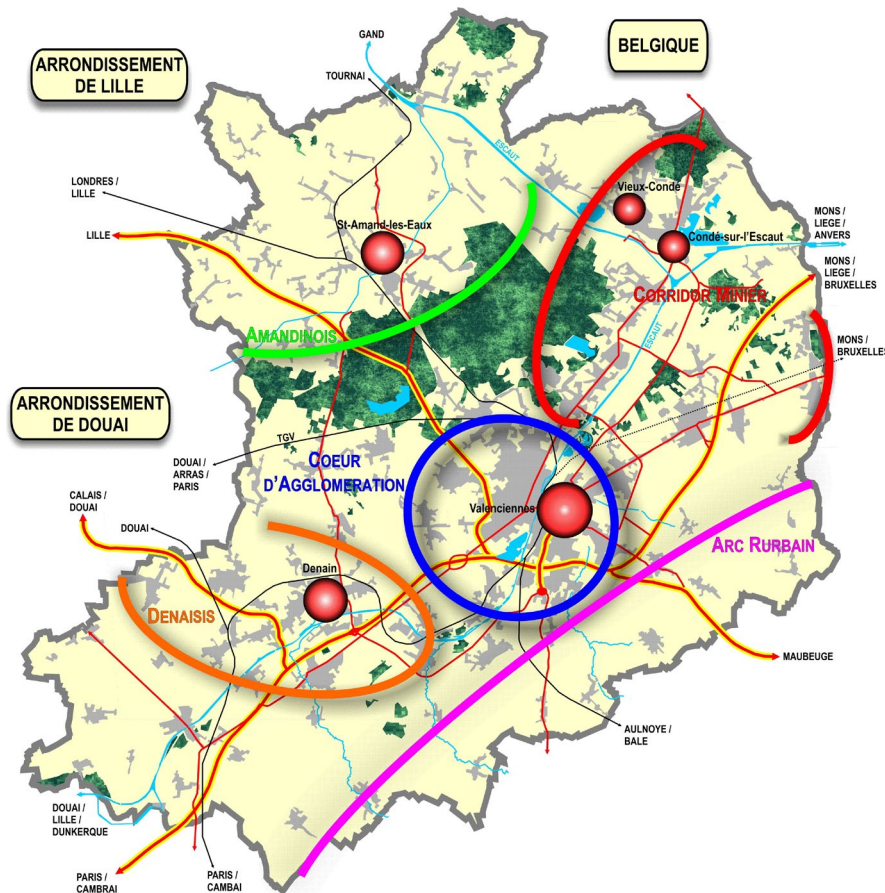 GAND
ARRONDISSEMENT
DE LILLE
BELGIQUE
TOURNAI
ESCAUT
LONDRES /
LILLE
Vieux-Condé
LILLE
St-Amand-les-Eaux
Condé-sur-l'Escaut
MONS /
LIEGE /
ANVERS
MONS /
LIEGE /
BRUXELLES
CORRIDOR MINIER
AMANDINOIS
ESCAUT
MONS /
BRUXELLES
ARRONDISSEMENT
DE DOUAI
TGV
DOUAI /
ARRAS /
PARIS
COEUR
D'AGGLOMERATION
CALAIS /
DOUAI
Valenciennes
DOUAI
ARC RURBAIN
Denain
DENAISIS
MAUBEUGE
AULNOYE /
BALE
DOUAI /
LILLE /
DUNKERQUE
PARIS /
CAMBRAI
PARIS /
CAMBAI